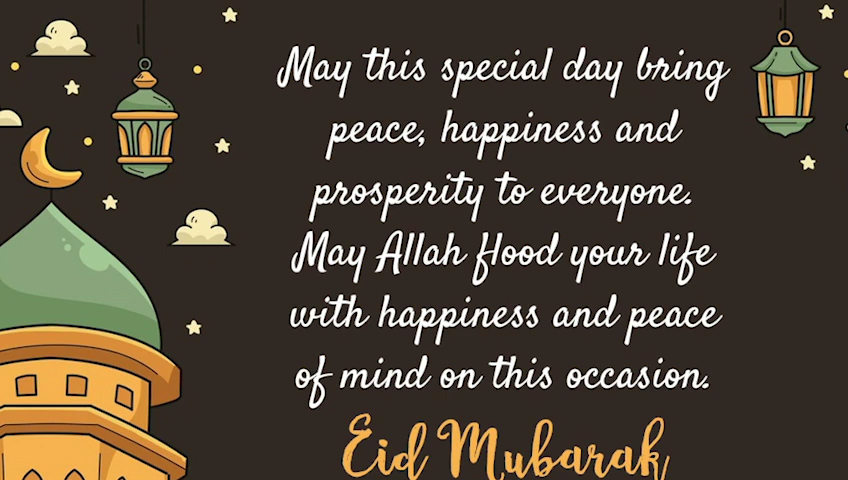 May this special day bring
peace, happiness and
prosperity to everyone.
May Allah flood your life
with happiness and peace
of mind on this occasion.
Eid Mubarak